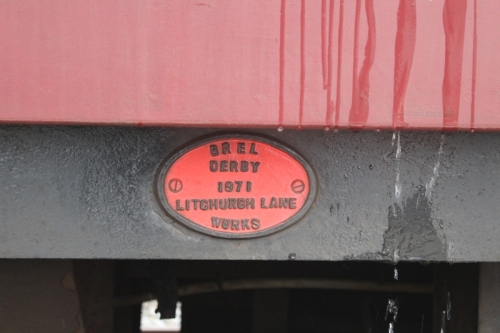 BREL
DERBY
1971
LITCHURCH LANE
WORKS